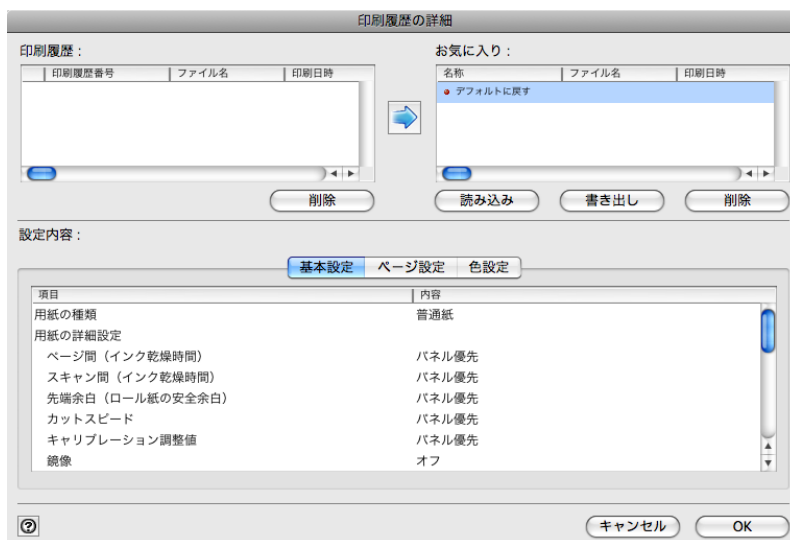 印刷履歴の詳細
印刷履歴：
お気に入り：
印刷履歴番号 ファイル名 印刷日時
名称 ファイル名 印刷日時
デフォルトに戻す
削除
読み込み 書き出し 削除
設定内容：
基本設定 ページ設定 色設定
項目 内容
用紙の種類 普通紙
用紙の詳細設定
ページ間（インク乾燥時間） パネル優先
スキャン間（インク乾燥時間） パネル優先
先端余白（ロール紙の安全余白） パネル優先
カットスピード パネル優先
キャリブレーション調整値 パネル優先
鏡像 オフ
? キャンセル OK